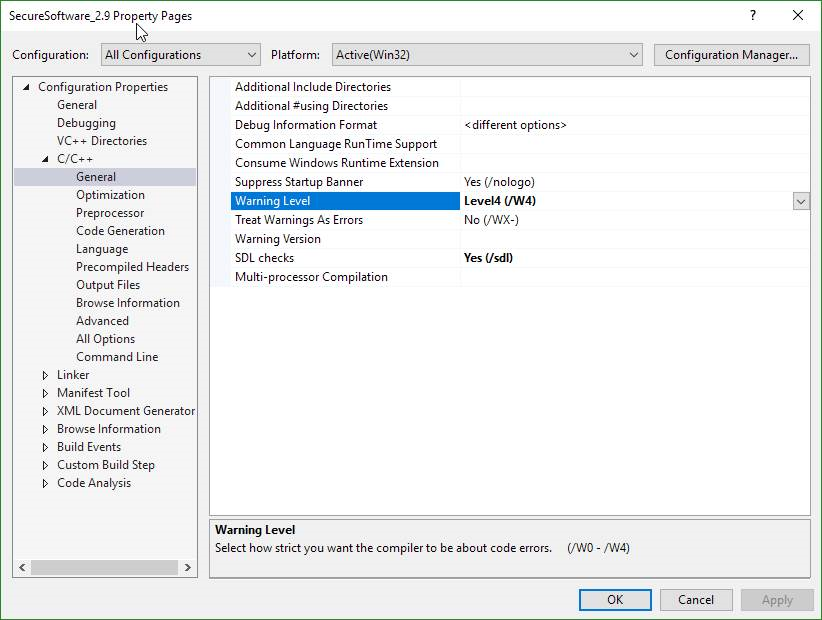 SecureSoftware_2.9 Property Pages
?
Configuration: All Configurations Platform: Active(Win32) Configuration Manager...
Configuration Properties
General
Debugging
VC++ Directories
C/C++
General
Optimization
Preprocessor
Code Generation
Language
Precompiled Headers
Output Files
Browse Information
Advanced
All Options
Command Line
Linker
Manifest Tool
XML Document Generator
Browse Information
Build Events
Custom Build Step
Code Analysis
Additional Include Directories
Additional #using Directories
Debug Information Format <different options>
Common Language RunTime Support
Consume Windows Runtime Extension
Suppress Startup Banner Yes (/nologo)
Warning Level Level4 (/W4)
Treat Warnings As Errors No (/WX-)
Warning Version
SDL checks Yes (/sdl)
Multi-processor Compilation
Warning Level
Select how strict you want the compiler to be about code errors. (/W0 - /W4)
OK Cancel Apply